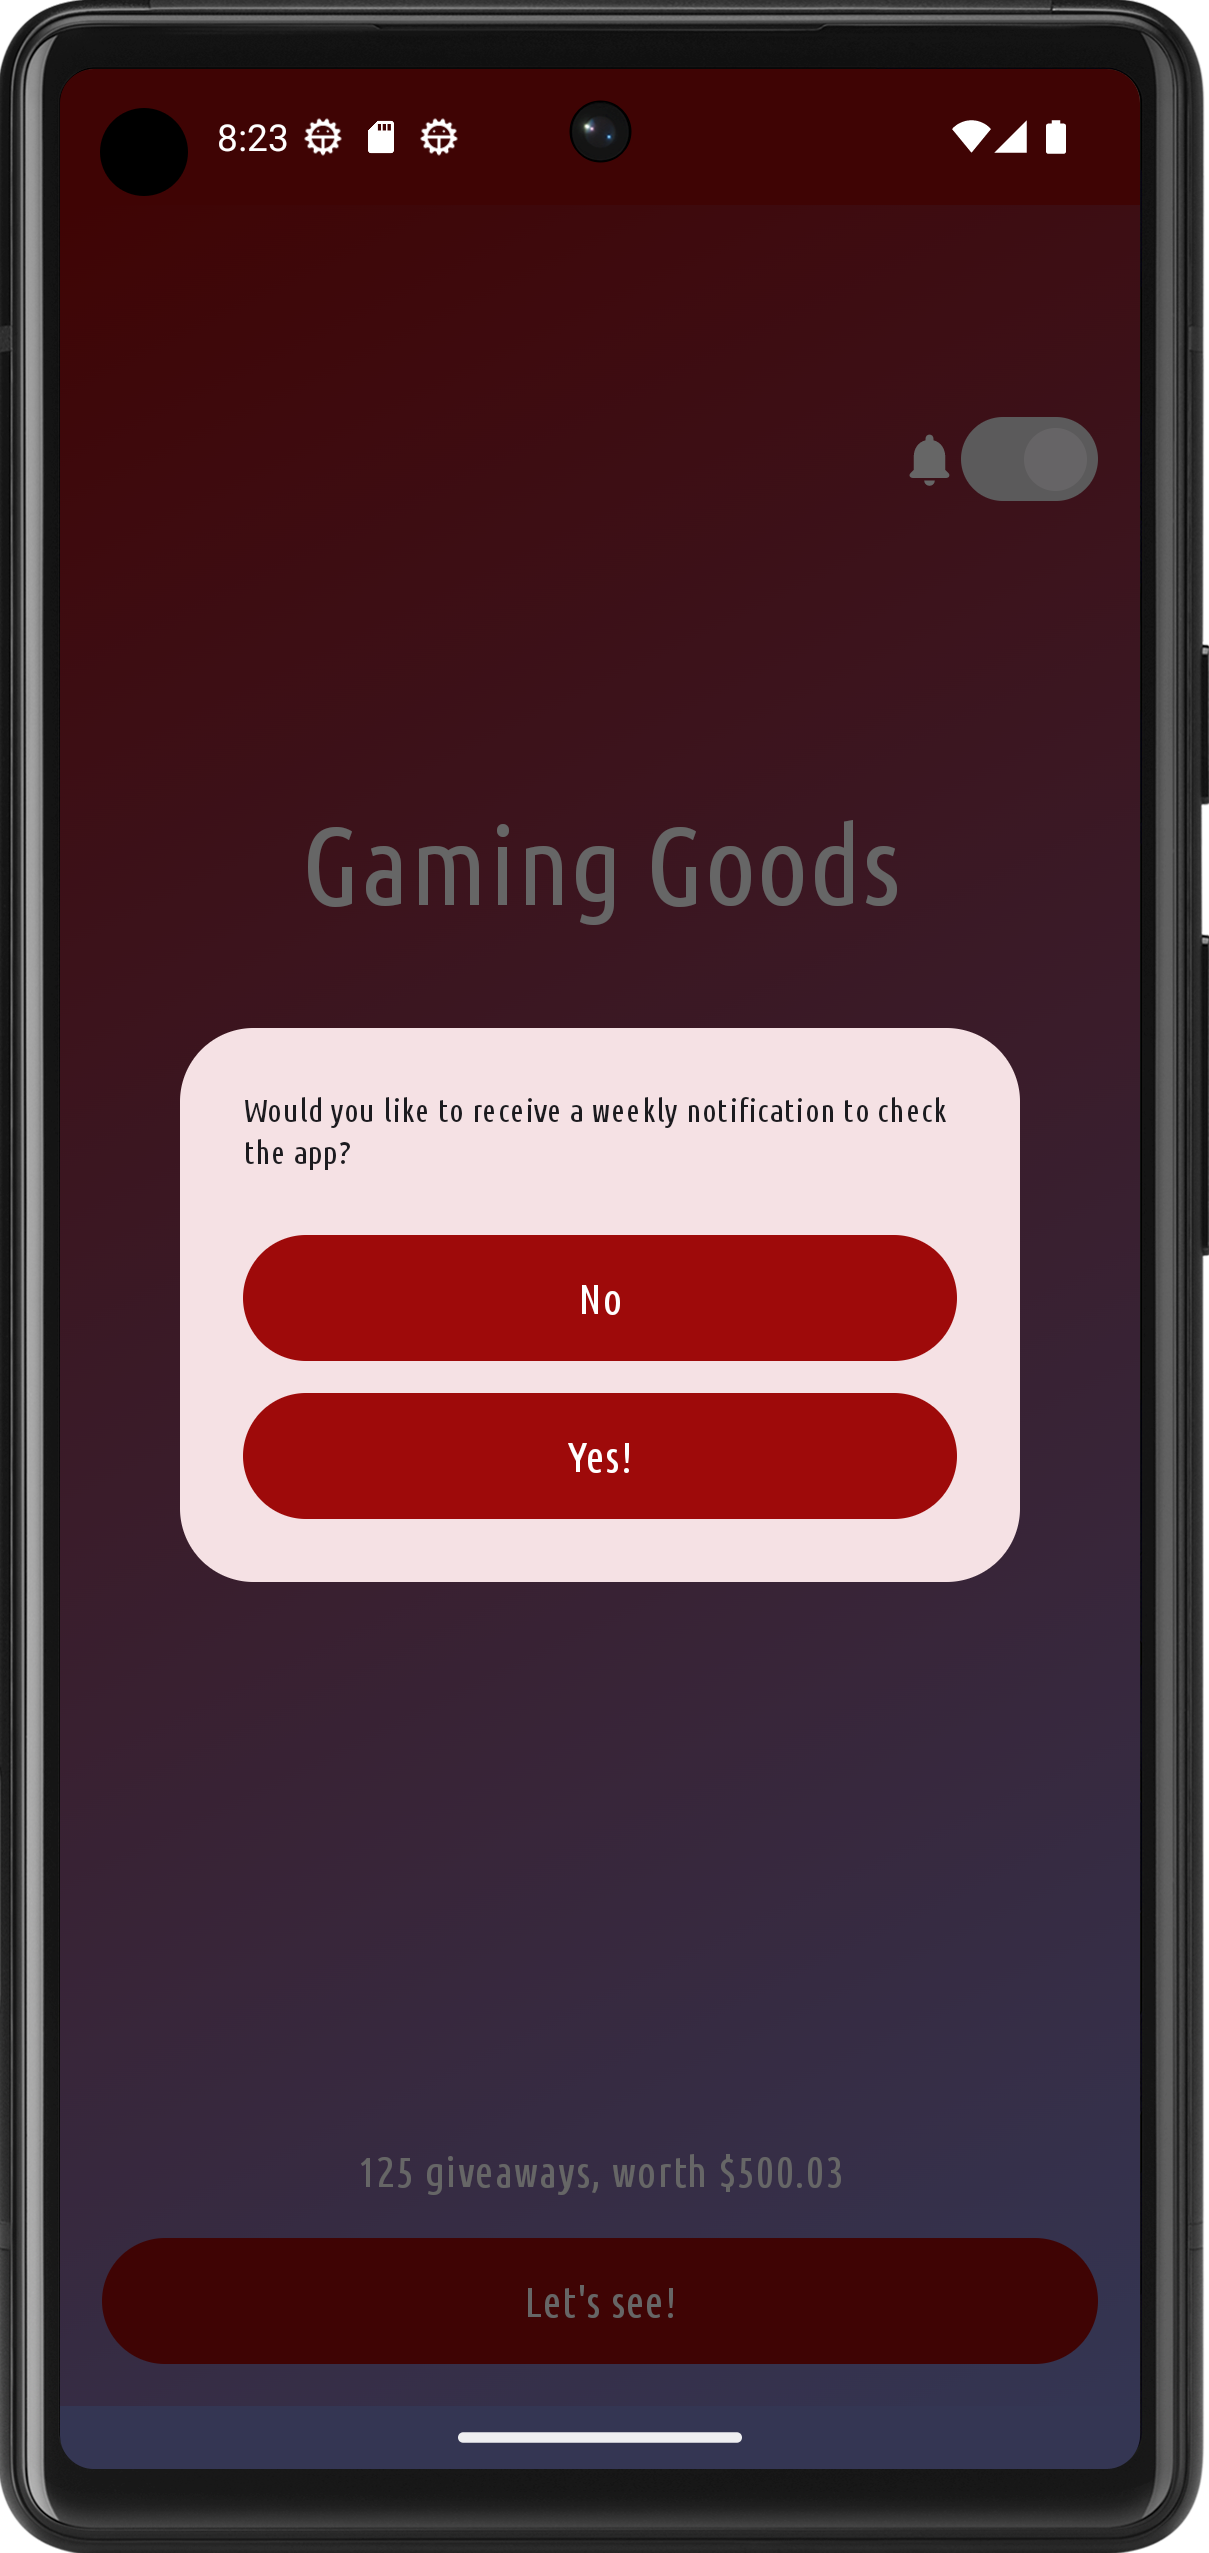 8:23
Gaming Goods
Would you like to receive a weekly notification to check
the app?
No
Yes!
125 giveaways, worth $500.03
Let's see!